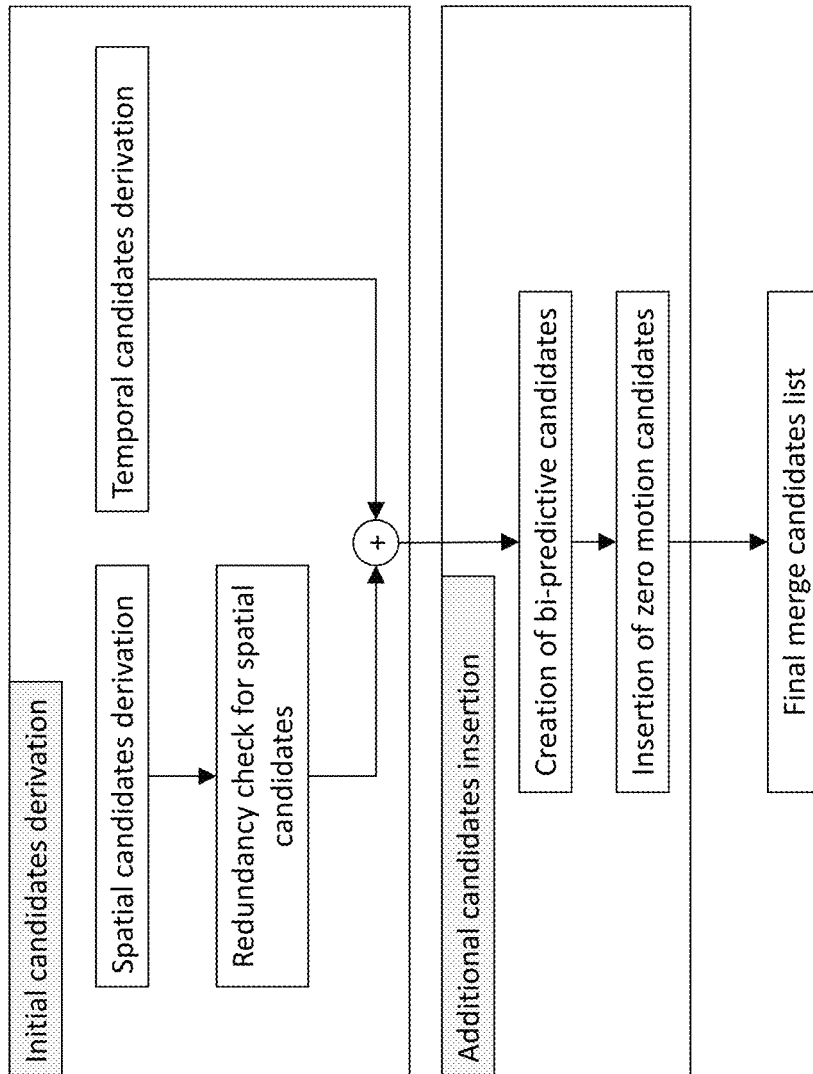 Initial candidates derivation
Spatial candidates derivation
Temporal candidates derivation
Redundancy check for spatial
candidates
+
Additional candidates insertion
Creation of bi-predictive candidates
Insertion of zero motion candidates
Final merge candidates list